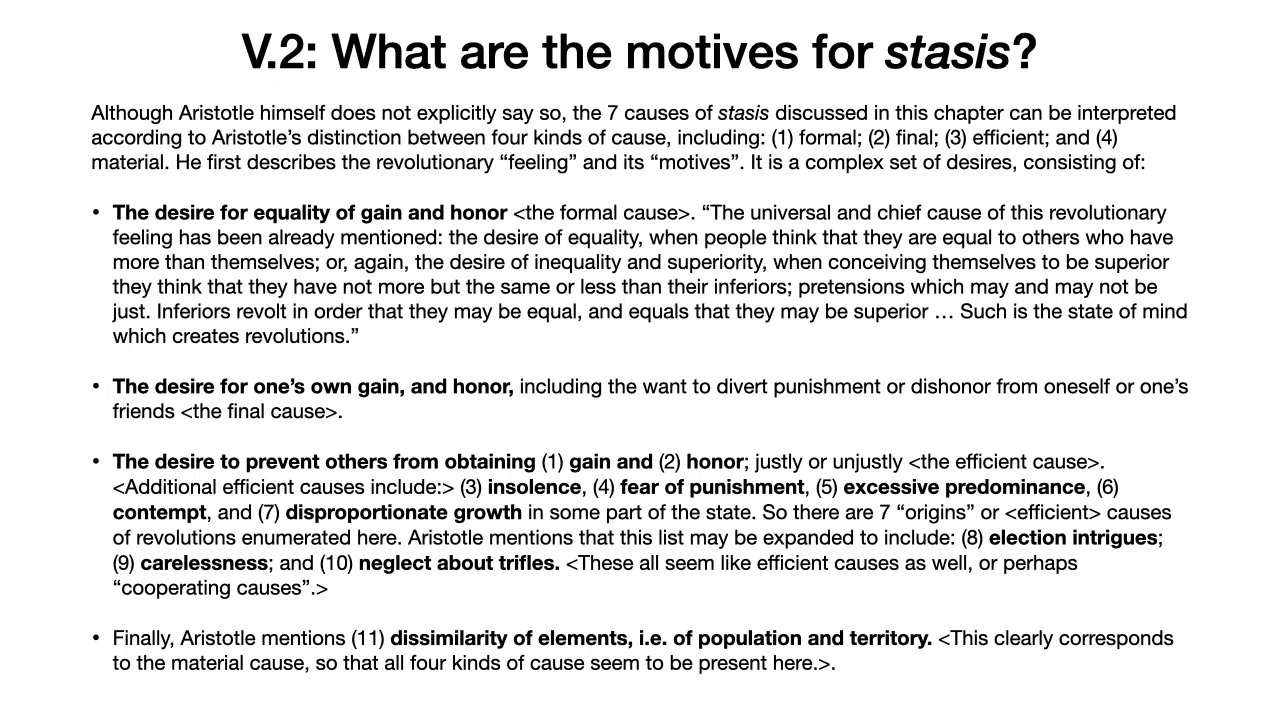 V.2: What are the motives for stasis?
Although Aristotle himself does not explicitly say so, the 7 causes of stasis discussed in this chapter can be interpreted
according to Aristotle’s distinction between four kinds of cause, including: (1) formal; (2) final; (3) efficient; and (4)
material. He first describes the revolutionary “feeling” and its “motives”. It is a complex set of desires, consisting of:
• The desire for equality of gain and honor <the formal cause>. “The universal and chief cause of this revolutionary
feeling has been already mentioned: the desire of equality, when people think that they are equal to others who have
more than themselves; or, again, the desire of inequality and superiority, when conceiving themselves to be superior
they think that they have not more but the same or less than their inferiors; pretensions which may and may not be
just. Inferiors revolt in order that they may be equal, and equals that they may be superior … Such is the state of mind
which creates revolutions.”
• The desire for one’s own gain, and honor, including the want to divert punishment or dishonor from oneself or one’s
friends <the final cause>.
• The desire to prevent others from obtaining (1) gain and (2) honor; justly or unjustly <the efficient cause>.
<Additional efficient causes include:> (3) insolence, (4) fear of punishment, (5) excessive predominance, (6)
contempt, and (7) disproportionate growth in some part of the state. So there are 7 “origins” or <efficient> causes
of revolutions enumerated here. Aristotle mentions that this list may be expanded to include: (8) election intrigues;
(9) carelessness; and (10) neglect about trifles. <These all seem like efficient causes as well, or perhaps
“cooperating causes”.>
• Finally, Aristotle mentions (11) dissimilarity of elements, i.e. of population and territory. <This clearly corresponds
to the material cause, so that all four kinds of cause seem to be present here.>.